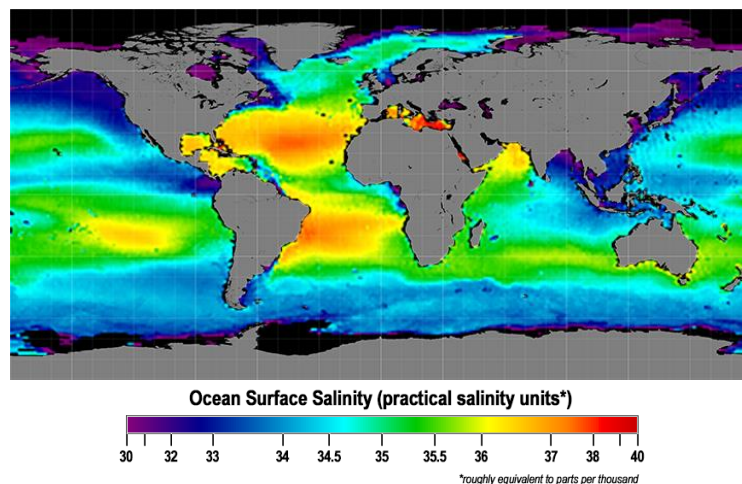 Ocean Surface Salinity (practical salinity units*)
30 32 33 34 34.5 35 35.5 36 37 38 40
*roughly equivalent to parts per thousand